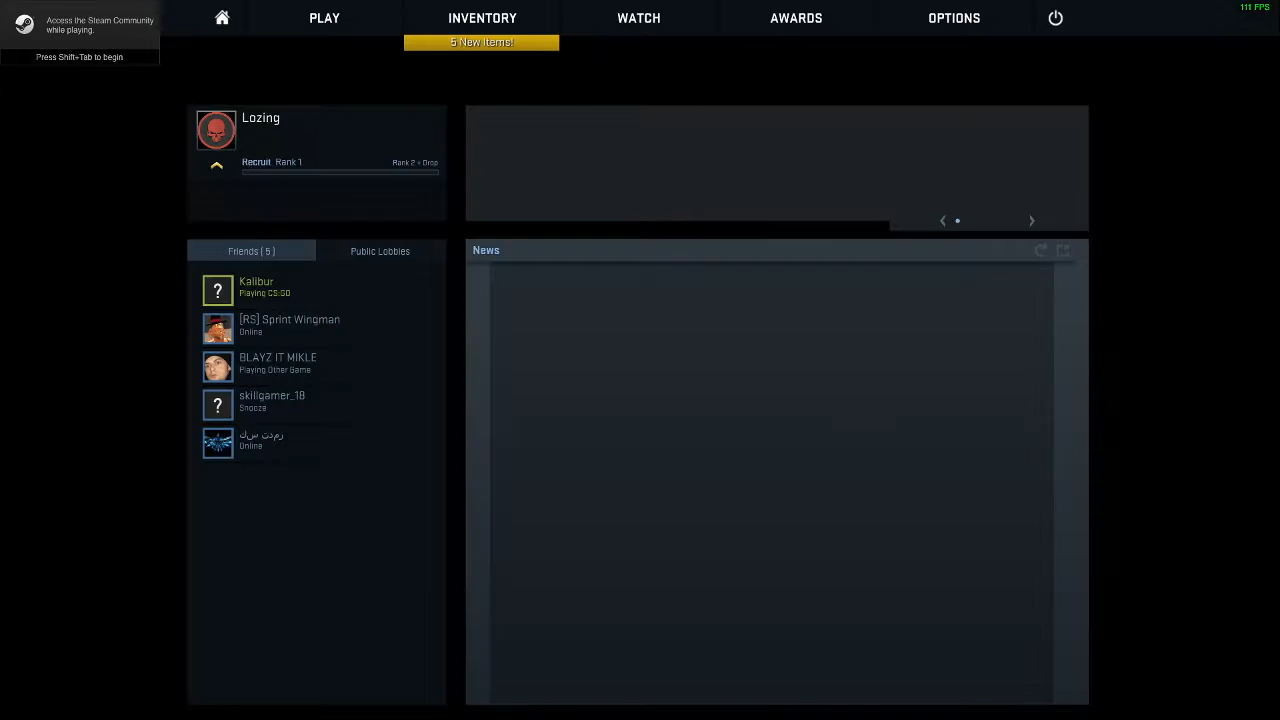 Access the Steam Community
while playing.
Press Shift+Tab to begin
PLAY
INVENTORY
WATCH
AWARDS
OPTIONS
111 FPS
5 New Items!
Lozing
Recruit Rank 1
Rank 2 + Drop
Friends ( 5 )
Public Lobbies
News
Kalibur
Playing CS:GO
[RS] Sprint Wingman
Online
BLAYZ IT MIKLE
Playing Other Game
skillgamer_18
Snooze
رمدت سك
Online